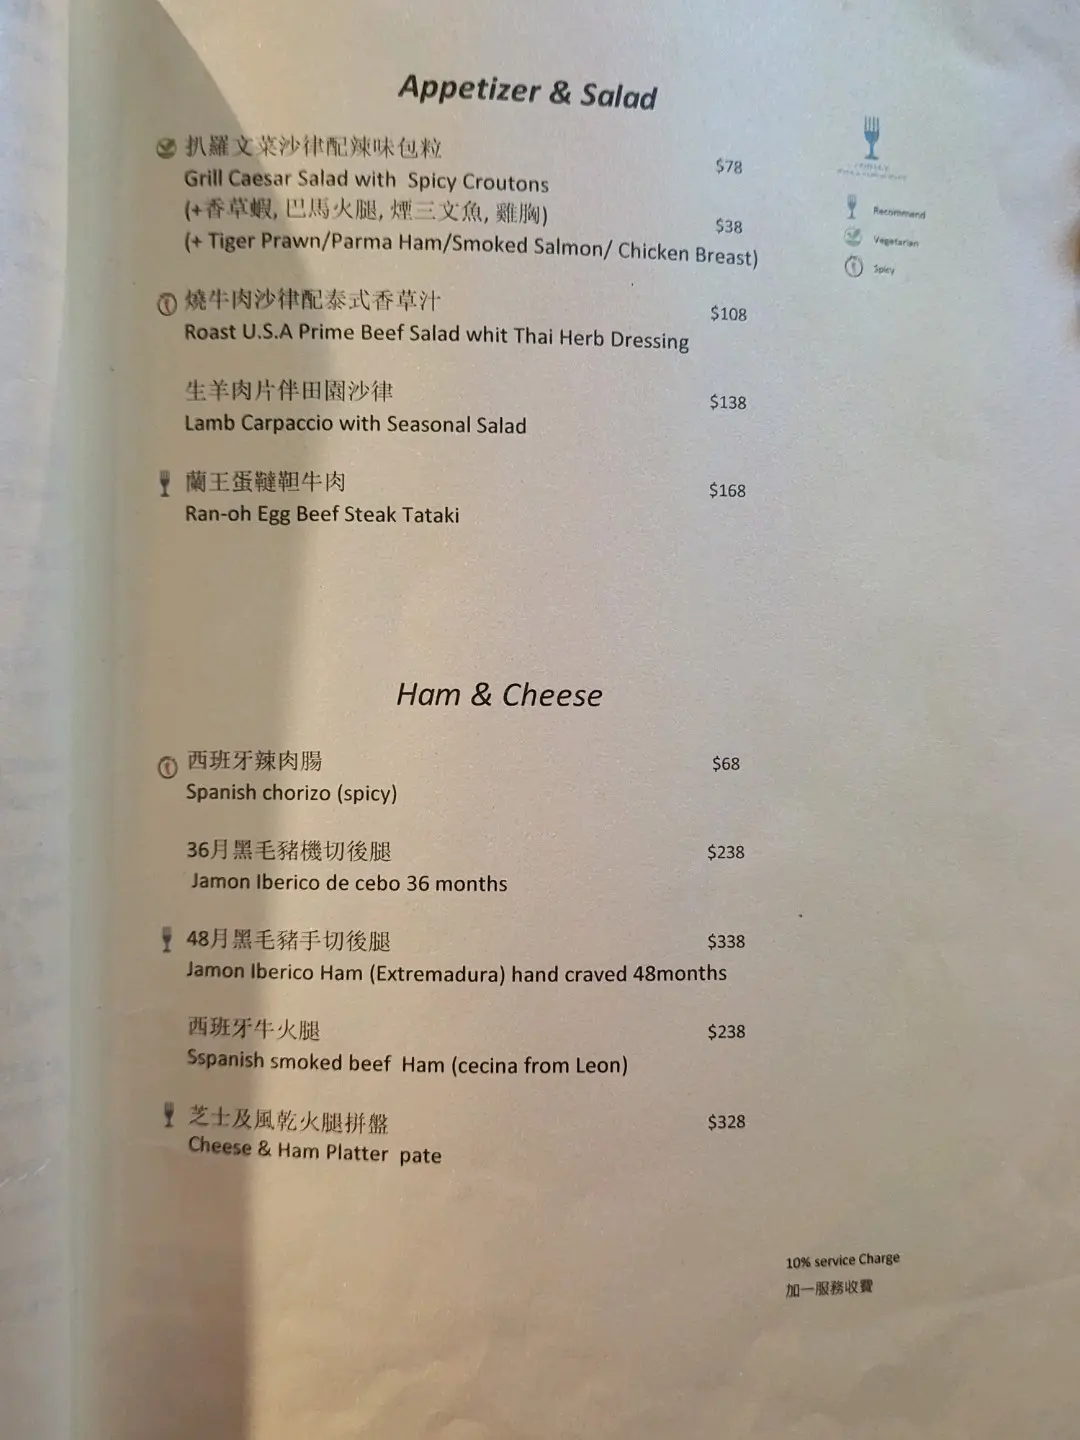 Appetizer & Salad
扒羅文菜沙律配辣味包粒
Grill Caesar Salad with Spicy Croutons
$78
(+香草蝦, 巴馬火腿, 煙三文魚, 雞胸)
(+ Tiger Prawn/Parma Ham/Smoked Salmon/ Chicken Breast)
$38
燒牛肉沙律配泰式香草汁
Roast U.S.A Prime Beef Salad whit Thai Herb Dressing
$108
生羊肉片伴田園沙律
Lamb Carpaccio with Seasonal Salad
$138
蘭王蛋韃靼牛肉
Ran-oh Egg Beef Steak Tataki
$168
Recommend
Vegetarian
Spicy
Ham & Cheese
西班牙辣肉腸
Spanish chorizo (spicy)
$68
36月黑毛豬機切後腿
Jamon Iberico de cebo 36 months
$238
48月黑毛豬手切後腿
Jamon Iberico Ham (Extremadura) hand craved 48months
$338
西班牙牛火腿
Sspanish smoked beef Ham (cecina from Leon)
$238
芝士及風乾火腿拼盤
Cheese & Ham Platter pate
$328
10% service Charge
加一服務收費